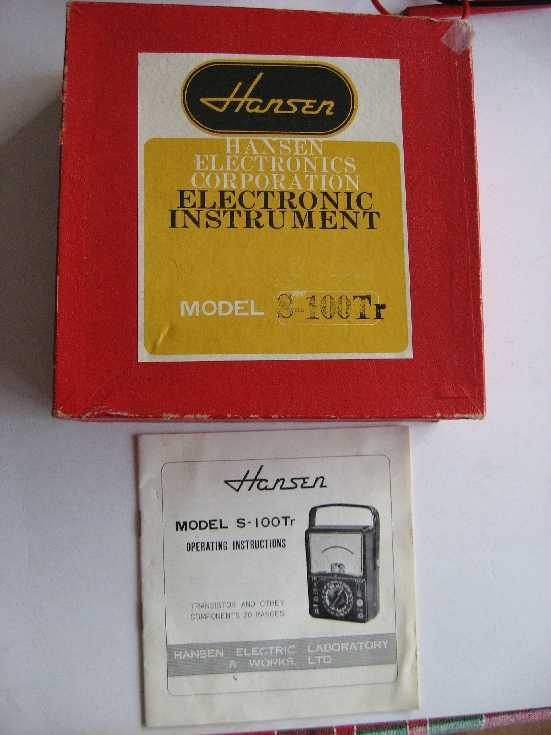 Hansen
HANSEN
ELECTRONICS
CORPORATION
ELECTRONIC
INSTRUMENT
MODEL S-100Tr
Hansen
MODEL S-100Tr
OPERATING INSTRUCTIONS
TRANSISTOR AND OTHER
COMPONENTS 20 RANGES
HANSEN ELECTRIC LABORATORY
& WORKS, LTD